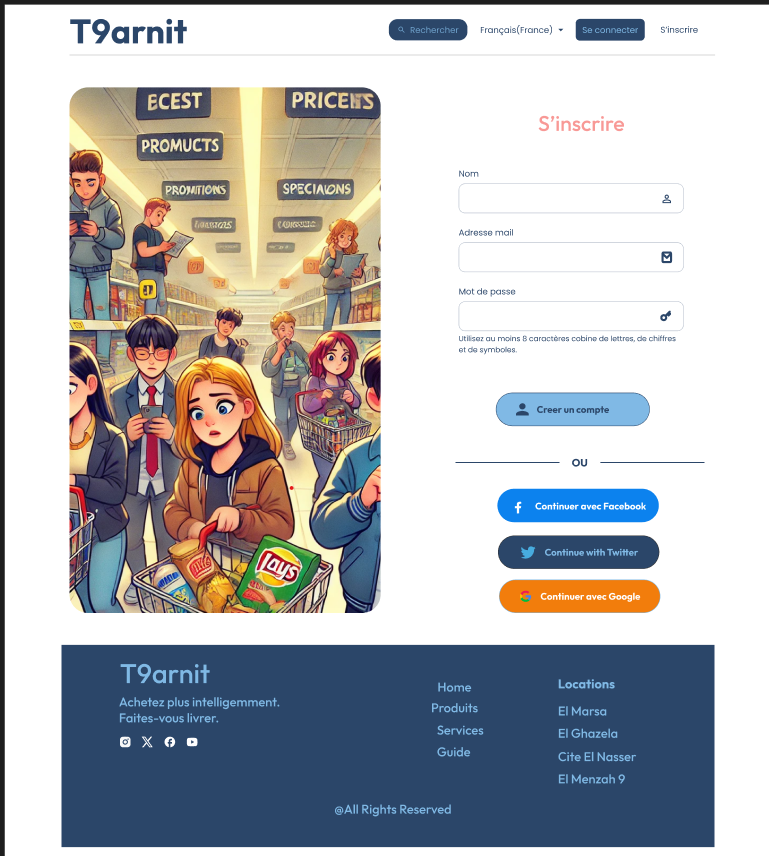 T9arnit
Rechercher
Français(France)
Se connecter
S'inscrire
ECEST
PRICEIIS
PROMUCTS
PROMITIONS
SPECIAIONS
Lays
S'inscrire
Nom
Adresse mail
Mot de passe
Utilisez au moins 8 caractères cobine de lettres, de chiffres
et de symboles.
Creer un compte
OU
Continuer avec Facebook
Continue with Twitter
Continuer avec Google
T9arnit
Achetez plus intelligemment.
Faites-vous livrer.
Home
Produits
Services
Guide
Locations
El Marsa
El Ghazela
Cite El Nasser
El Menzah 9
@All Rights Reserved